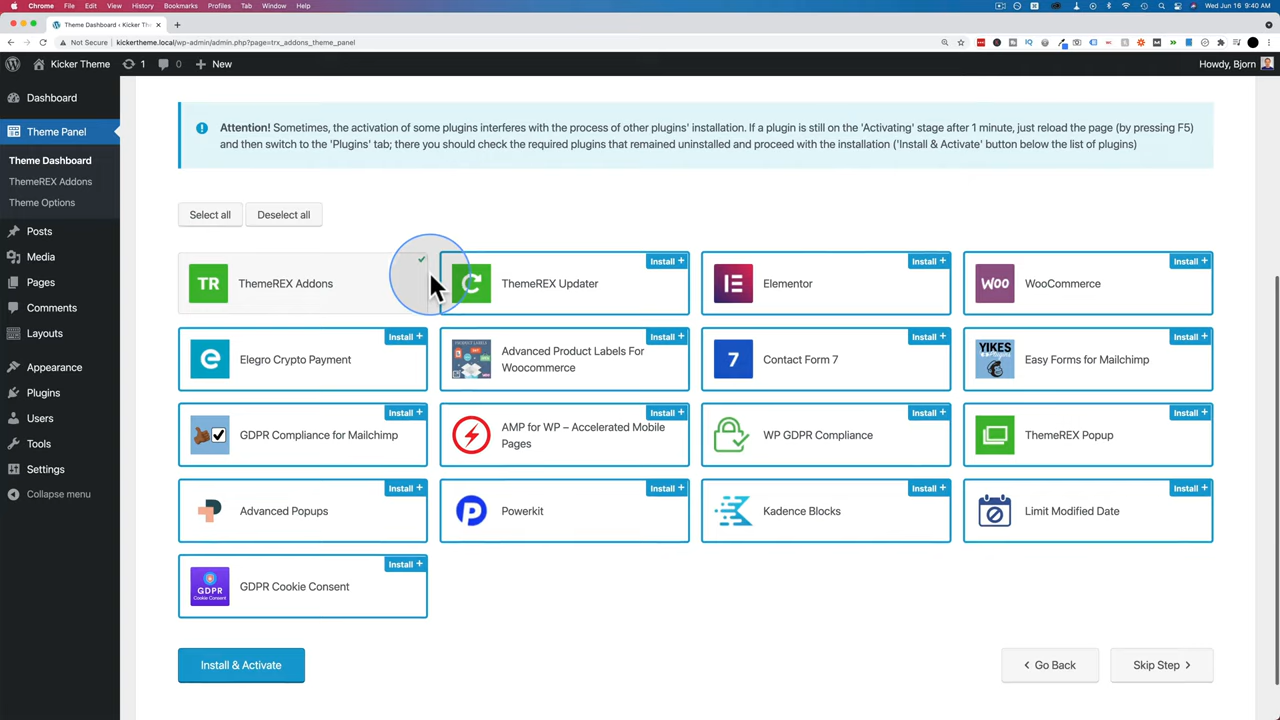 Chrome File Edit View History Bookmarks Profiles Tab Window Help
Wed Jun 16 9:40 AM
Theme Dashboard ‹ Kicker The
Not Secure kickertheme.local/wp-admin/admin.php?page=trx_addons_theme_panel
Kicker Theme 1 0 New
Howdy, Bjorn
Dashboard
Theme Panel
Theme Dashboard
ThemeREX Addons
Theme Options
Posts
Media
Pages
Comments
Layouts
Appearance
Plugins
Users
Tools
Settings
Collapse menu
Attention! Sometimes, the activation of some plugins interferes with the process of other plugins' installation. If a plugin is still on the 'Activating' stage after 1 minute, just reload the page (by pressing F5)
and then switch to the 'Plugins' tab; there you should check the required plugins that remained uninstalled and proceed with the installation ('Install & Activate' button below the list of plugins)
Select all Deselect all
TR ThemeREX Addons
Install +
ThemeREX Updater
Install +
Elementor
Install +
WOO WooCommerce
Install +
Elegro Crypto Payment
Install +
PRODUCT LABELS
Advanced Product Labels For
Woocommerce
Install +
7 Contact Form 7
Install +
YIKES
Easy Forms for Mailchimp
Install +
GDPR Compliance for Mailchimp
Install +
AMP for WP – Accelerated Mobile
Pages
Install +
WP GDPR Compliance
Install +
ThemeREX Popup
Install +
Advanced Popups
Install +
Powerkit
Install +
Kadence Blocks
Install +
Limit Modified Date
Install +
GDPR
Cookie Consent
GDPR Cookie Consent
Install & Activate
‹ Go Back
Skip Step ›